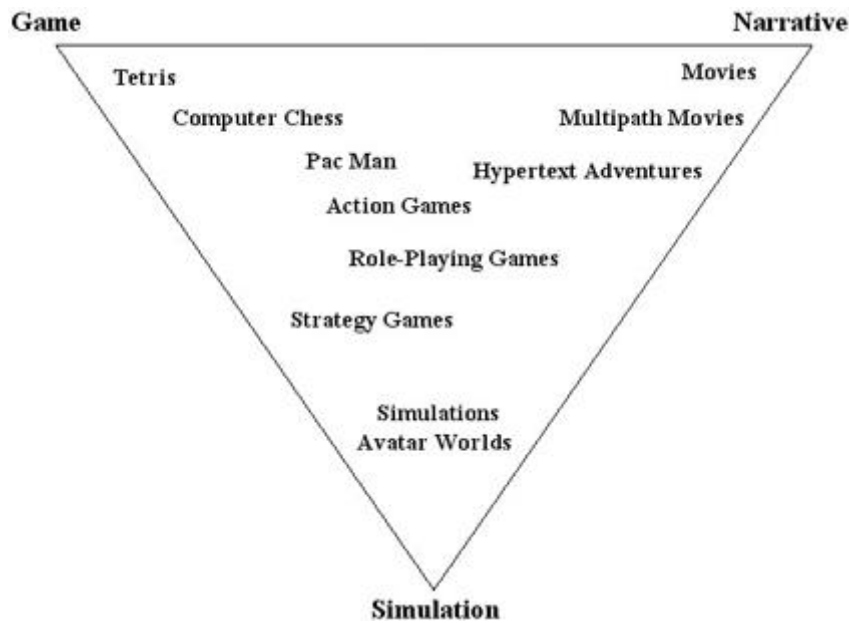 Game
Narrative
Tetris
Movies
Computer Chess
Multipath Movies
Pac Man
Hypertext Adventures
Action Games
Role-Playing Games
Strategy Games
Simulations
Avatar Worlds
Simulation